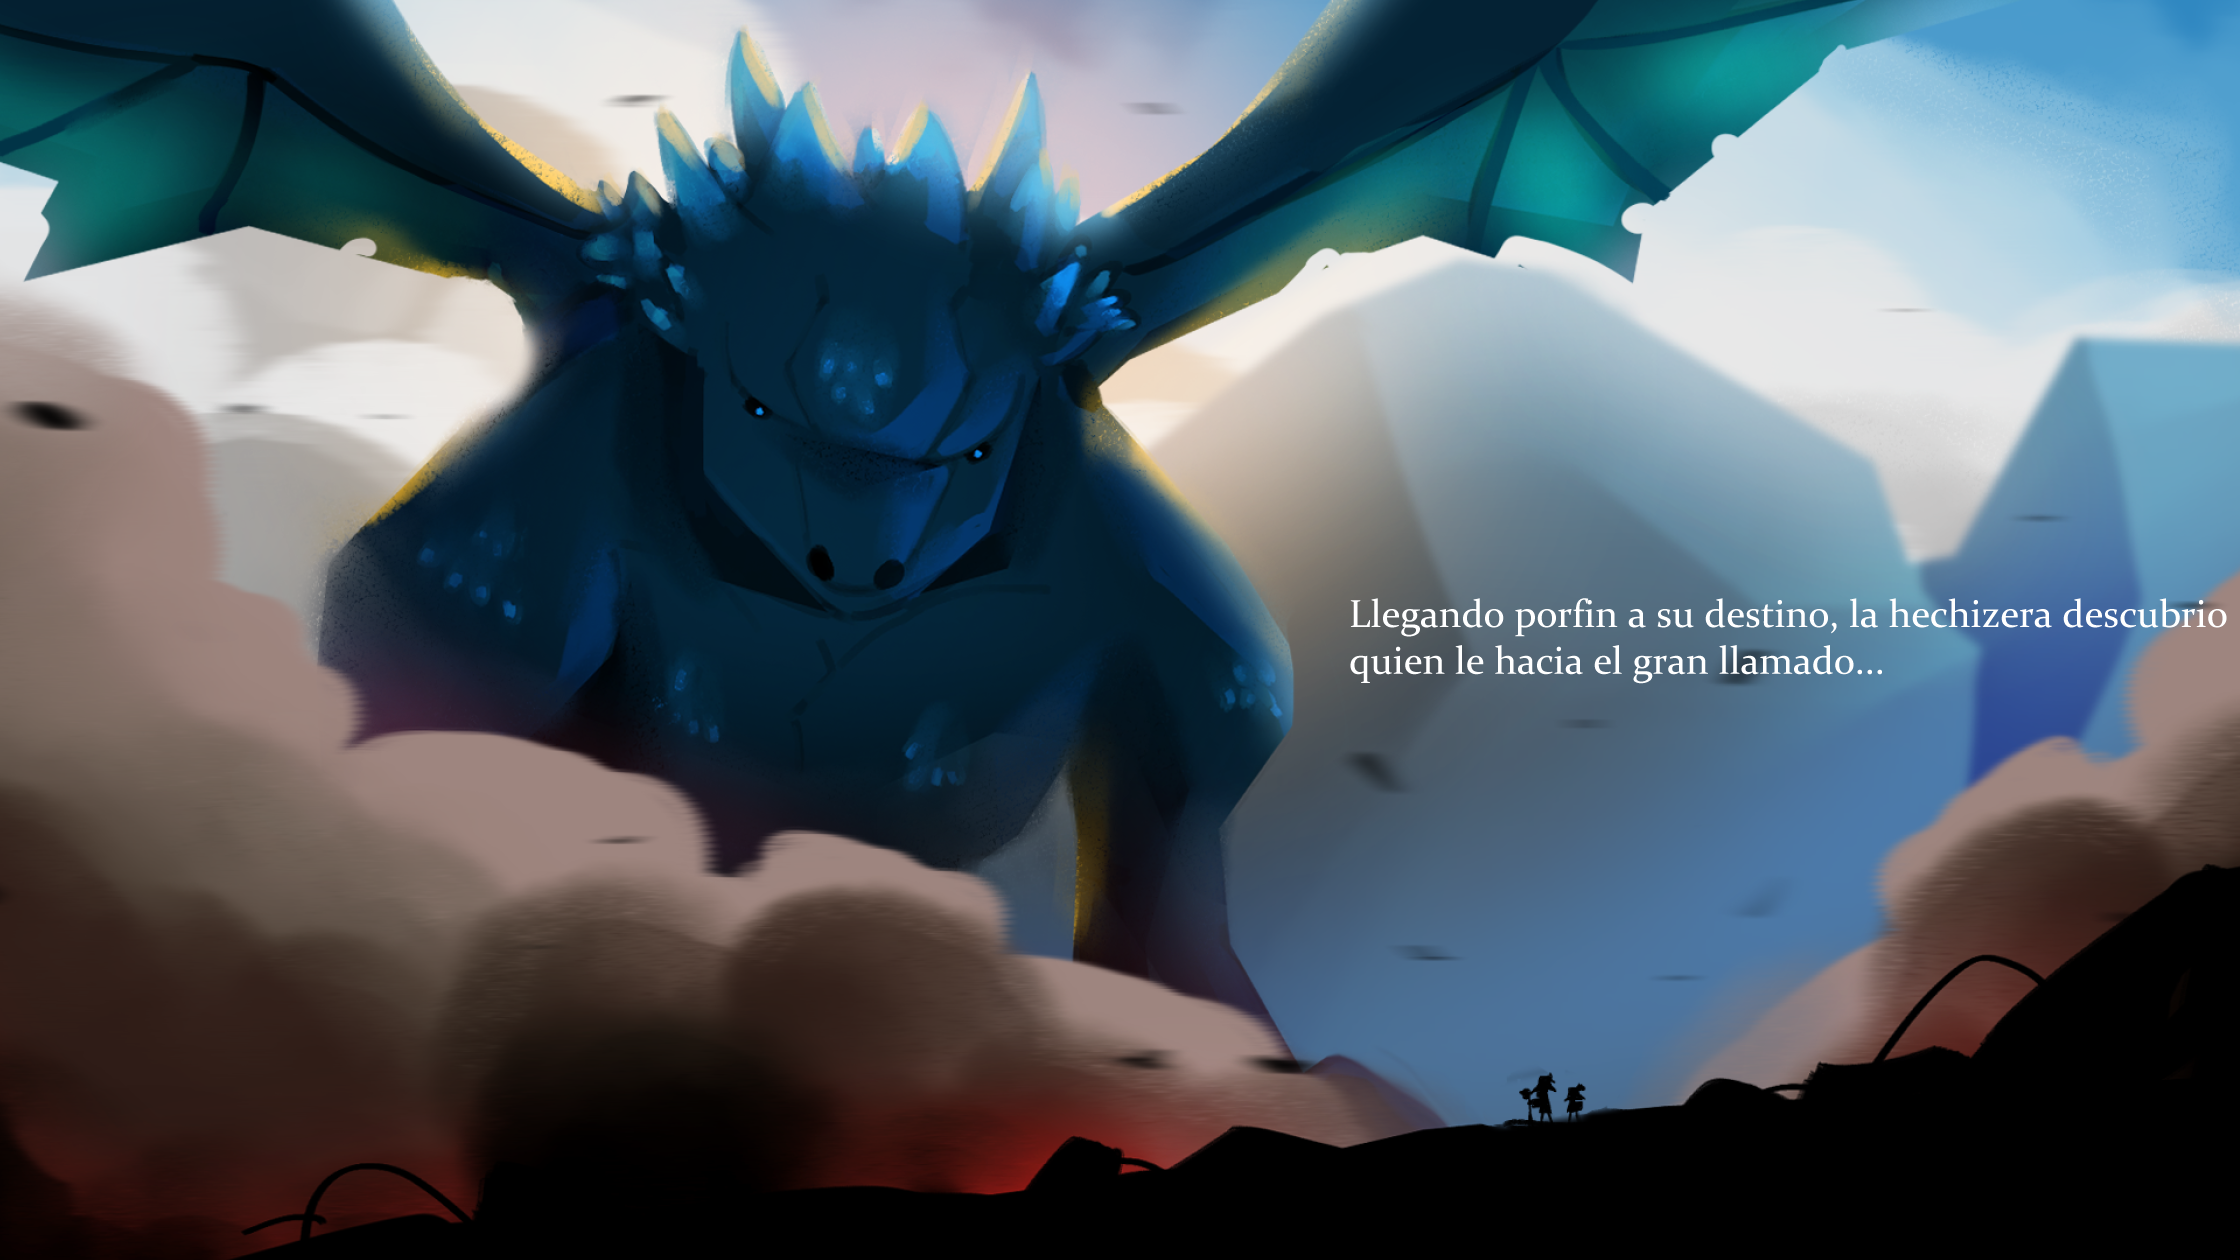 Llegando porfin a su destino, la hechizera descubrio
quien le hacia el gran llamado...